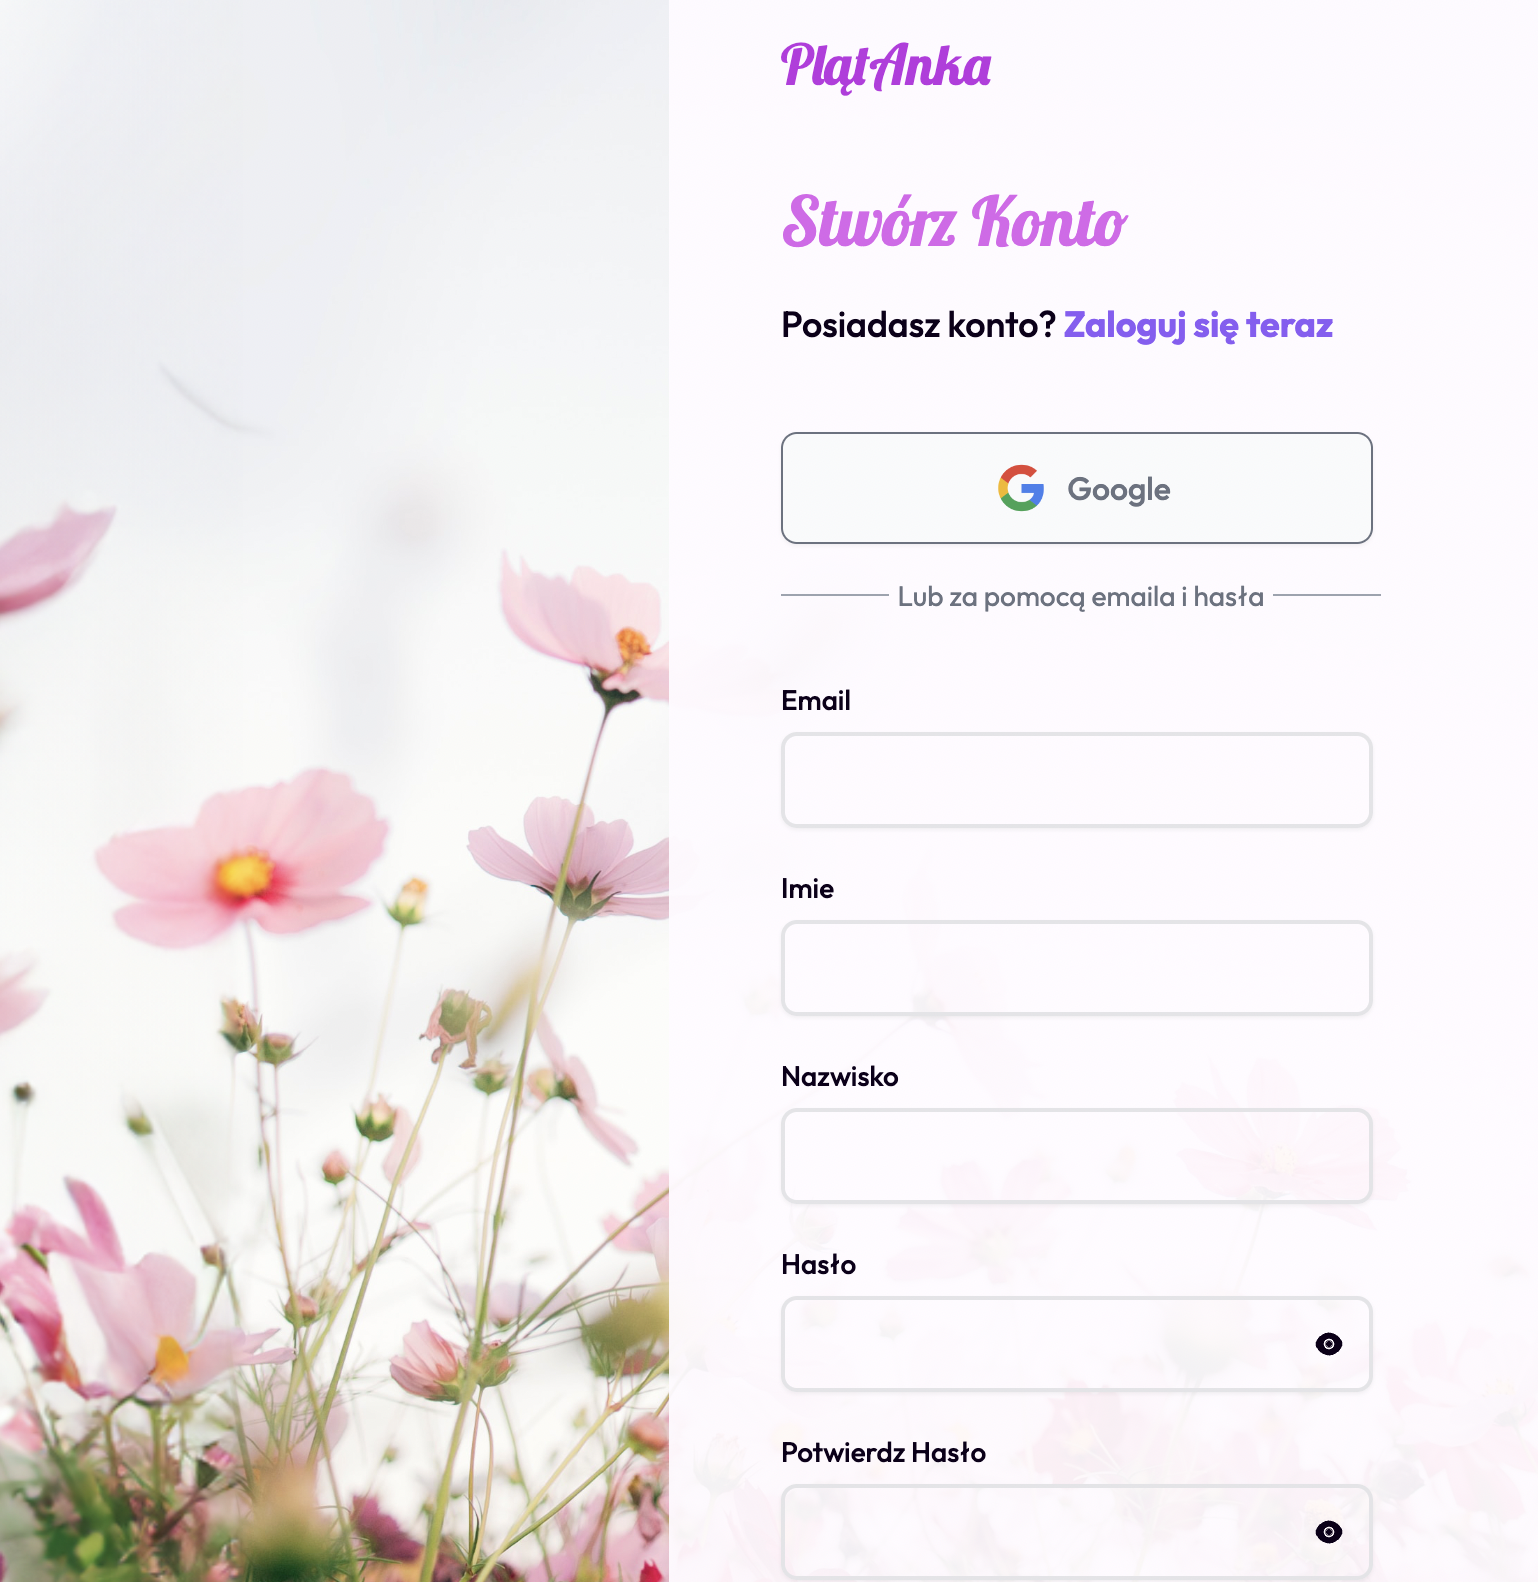 PlątAnka
Stwórz Konto
Posiadasz konto? Zaloguj się teraz
Google
Lub za pomocą emaila i hasła
Email
Imie
Nazwisko
Hasło
Potwierdz Hasło